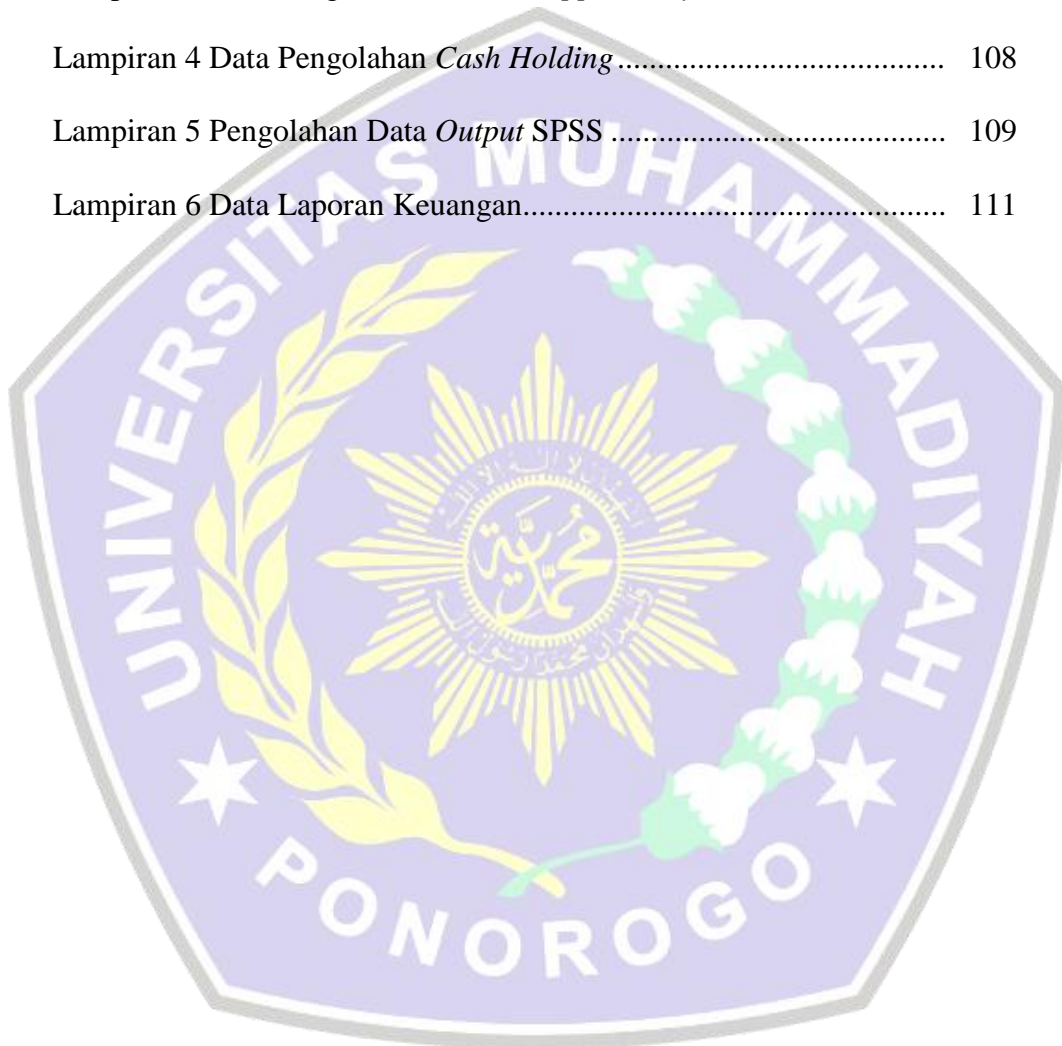 Lampiran 4 Data Pengolahan Cash Holding ......................................... 108
Lampiran 5 Pengolahan Data Output SPSS .......................................... 109
Lampiran 6 Data Laporan Keuangan..................................................... 111
UNIVERSITAS MUHAMMADIYAH
محمدية
PONOROGO